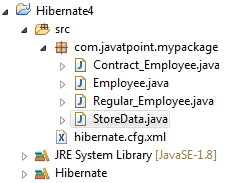 Hibernate4
src
com.javatpoint.mypackage
Contract_Employee.java
Employee.java
Regular_Employee.java
StoreData.java
hibernate.cfg.xml
JRE System Library [JavaSE-1.8]
Hibernate